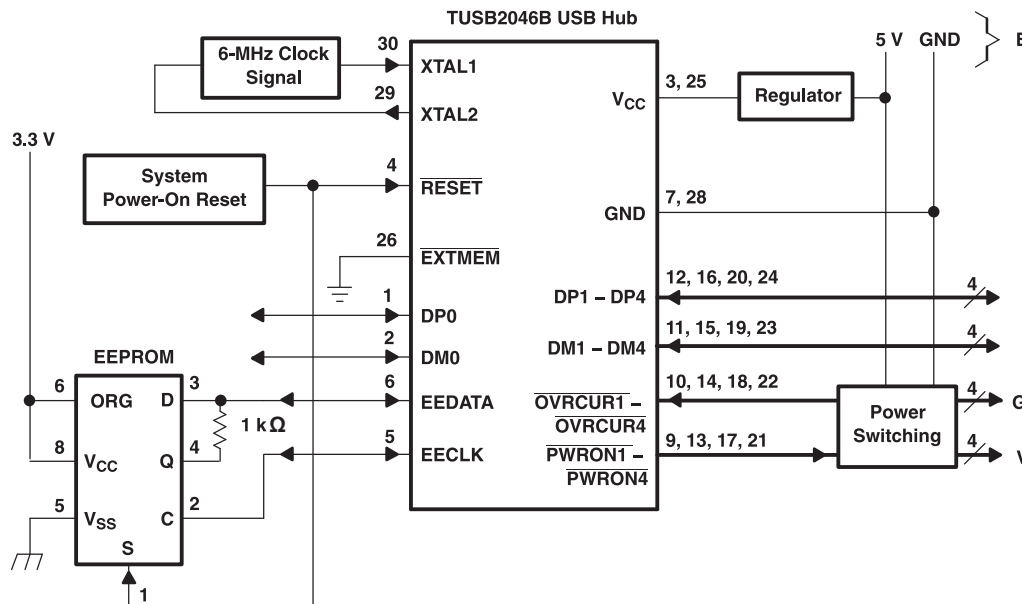 TUSB2046B USB Hub
6-MHz Clock
Signal
30
XTAL1
29
XTAL2
3.3 V
System
Power-On Reset
4
RESET
26
EXTMEM
1
DP0
2
DM0
6
EEDATA
5
EECLK
EEPROM
6
ORG
D
3
1 kΩ
8
VCC
Q
4
5
VSS
C
2
S
1
5 V
GND
VCC
3, 25
Regulator
GND
7, 28
DP1 – DP4
12, 16, 20, 24
4
DM1 – DM4
11, 15, 19, 23
4
OVRCUR1 –
OVRCUR4
10, 14, 18, 22
Power
Switching
4
G
PWRON1 –
PWRON4
9, 13, 17, 21
4